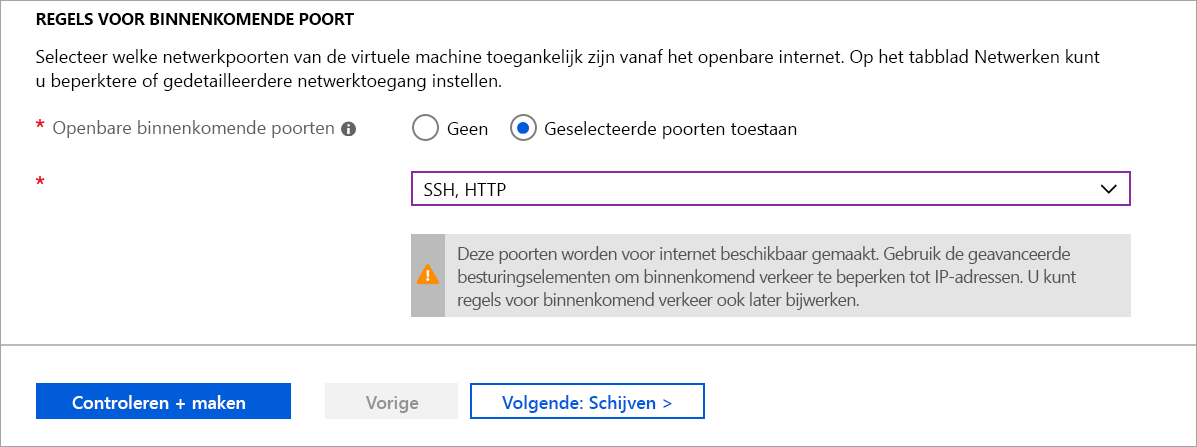 REGELS VOOR BINNENKOMENDE POORT
Selecteer welke netwerkpoorten van de virtuele machine toegankelijk zijn vanaf het openbare internet. Op het tabblad Netwerken kunt
u beperktere of gedetailleerdere netwerktoegang instellen.
* Openbare binnenkomende poorten
Geen
Geselecteerde poorten toestaan
*
SSH, HTTP
Deze poorten worden voor internet beschikbaar gemaakt. Gebruik de geavanceerde
besturingselementen om binnenkomend verkeer te beperken tot IP-adressen. U kunt
regels voor binnenkomend verkeer ook later bijwerken.
Controleren + maken
Vorige
Volgende: Schijven >